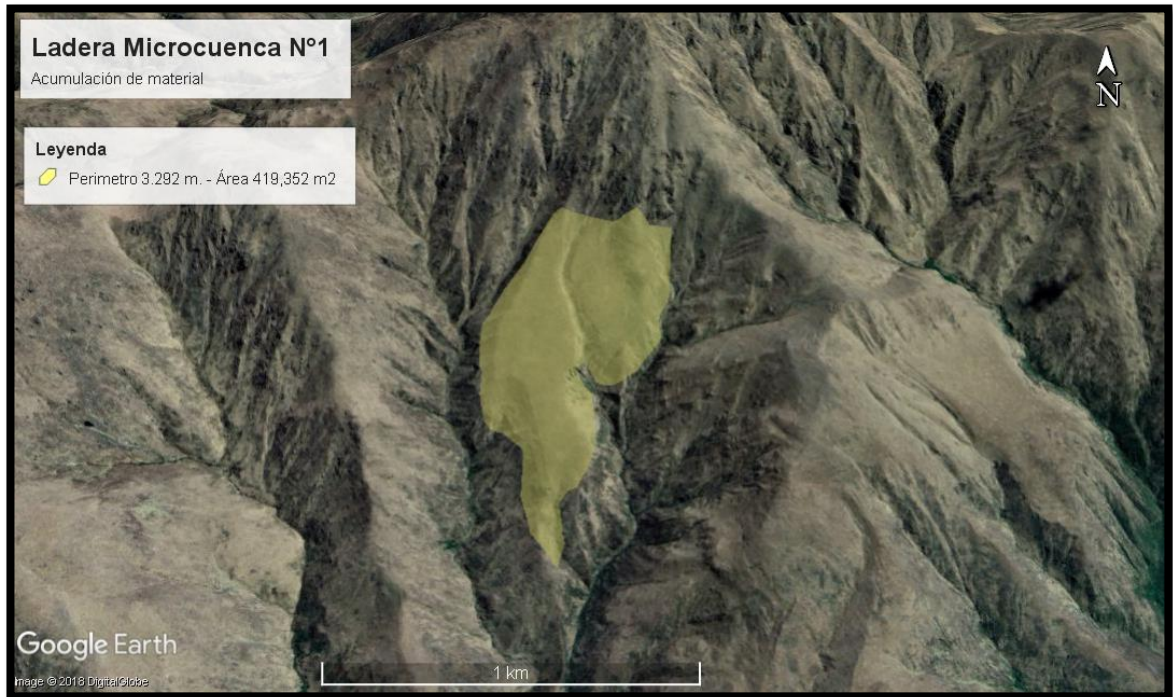 Ladera Microcuenca Nº1
Acumulación de material
N
Leyenda
Perimetro 3.292 m. - Área 419,352 m2
Google Earth
1 km
Image © 2018 DigitalGlobe